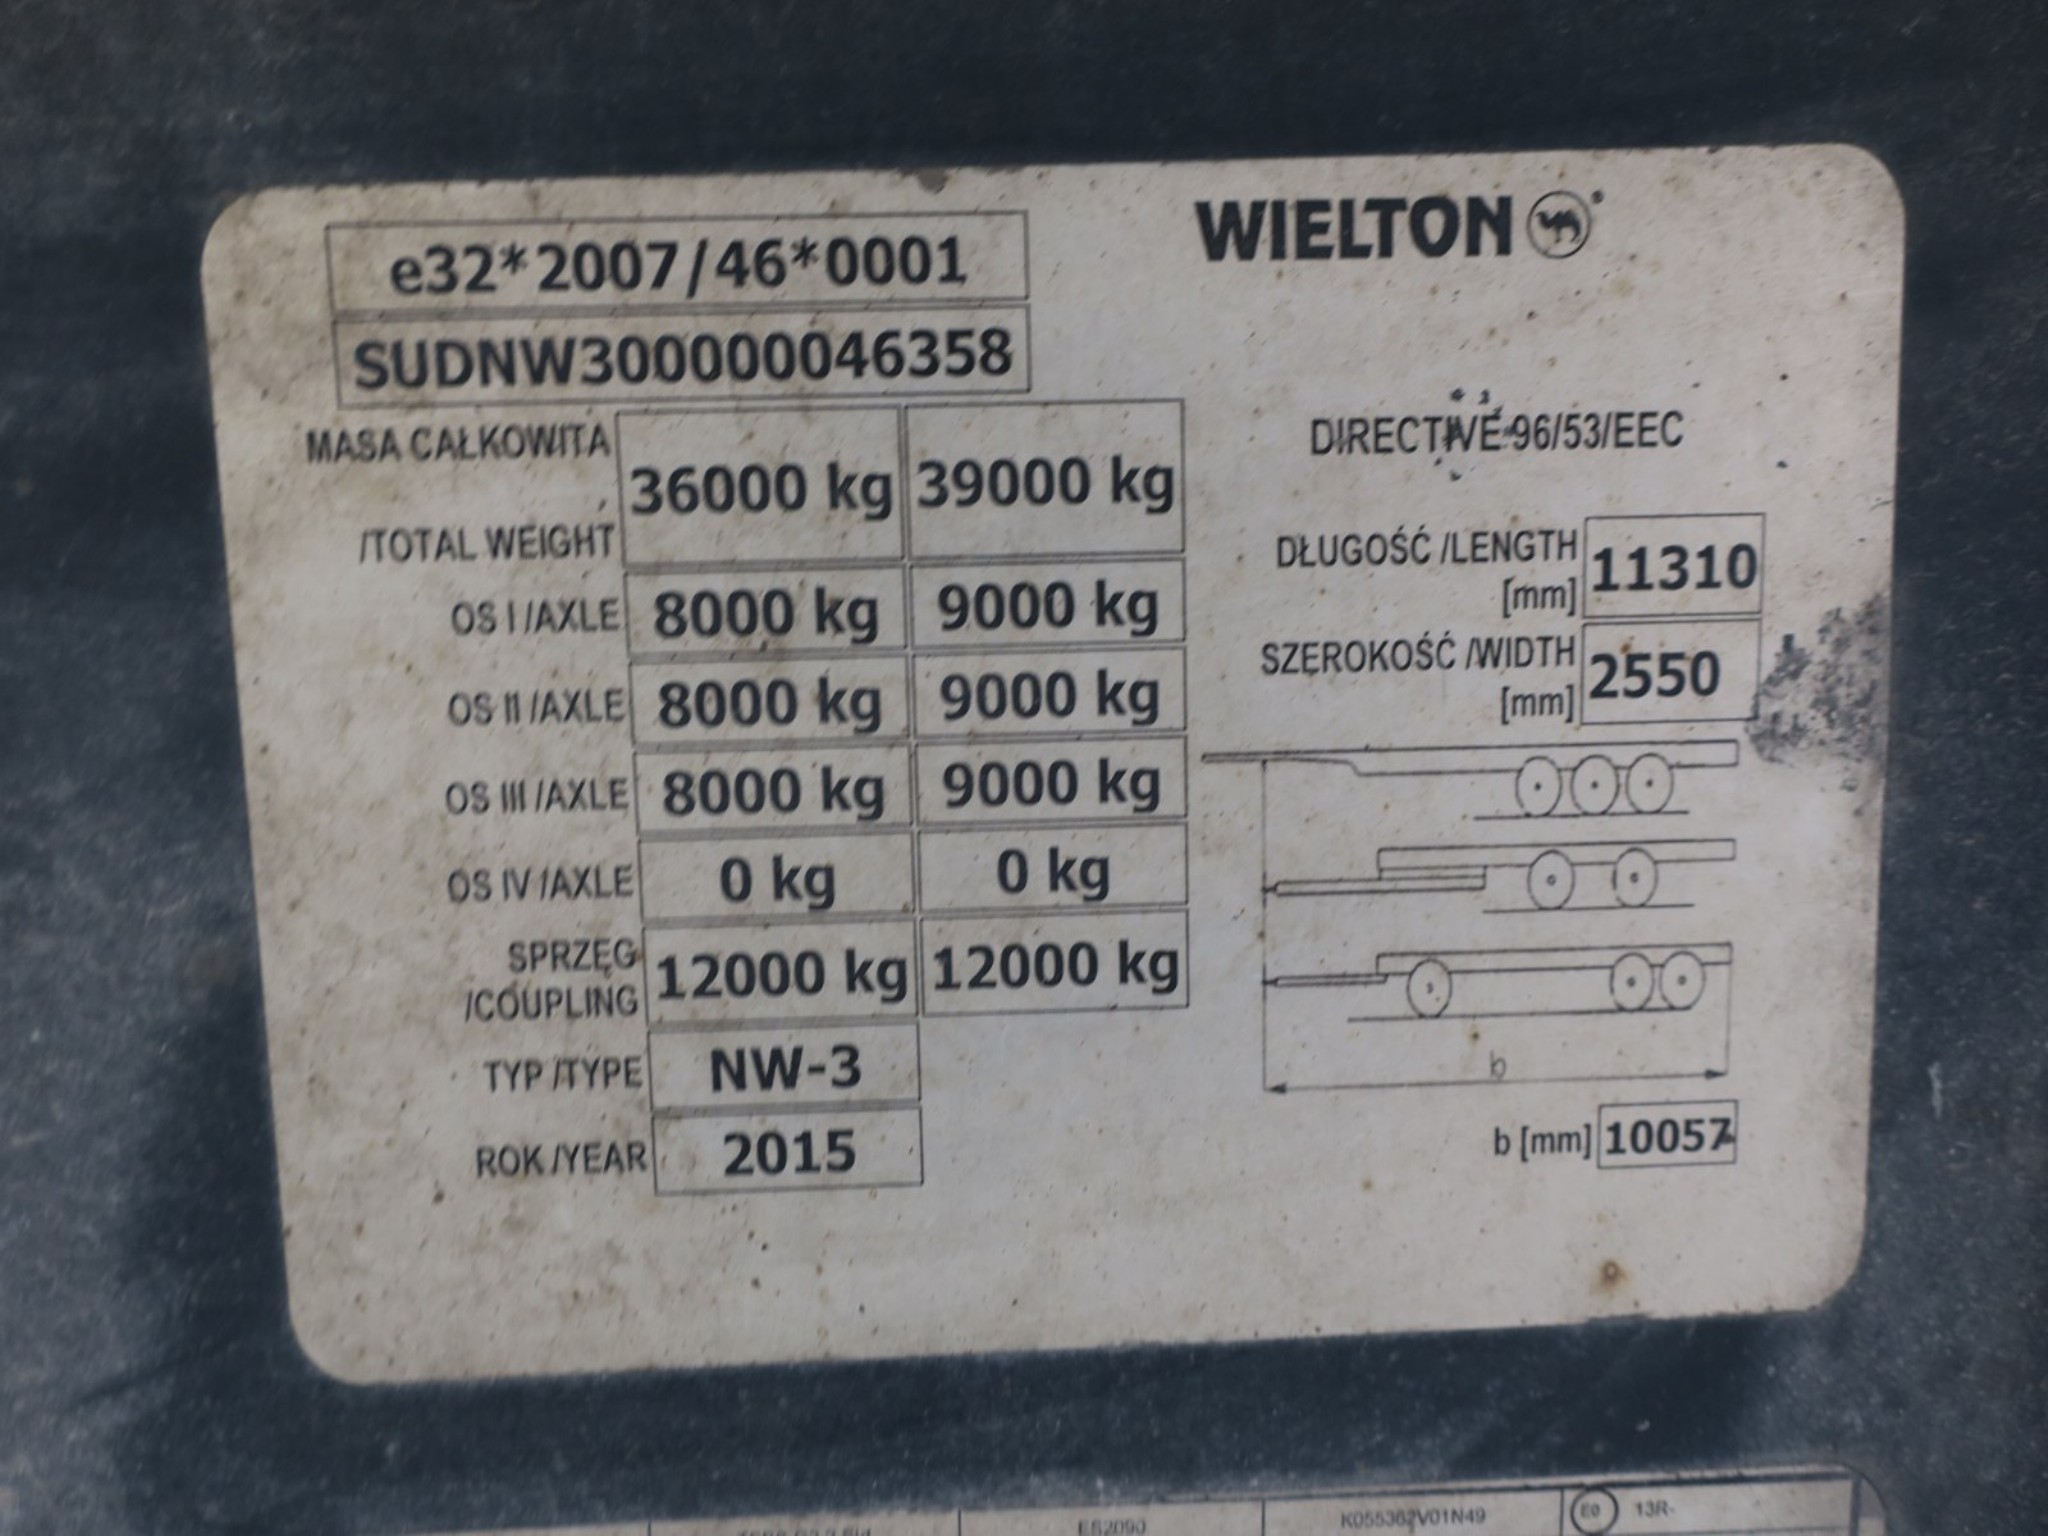 WIELTON
e32*2007/46*0001
SUDNW300000046358
MASA CAŁKOWITA
/TOTAL WEIGHT
36000 kg 39000 kg
OS I /AXLE 8000 kg 9000 kg
OS II /AXLE 8000 kg 9000 kg
OS III /AXLE 8000 kg 9000 kg
OS IV /AXLE 0 kg 0 kg
SPRZĘG
/COUPLING
12000 kg 12000 kg
TYP /TYPE NW-3
ROK /YEAR 2015
DIRECTIVE 96/53/EEC
DŁUGOŚĆ /LENGTH
[mm]
11310
SZEROKOŚĆ /WIDTH
[mm]
2550
b
b [mm] 10057
ES2090
K055362V01N49
13R-